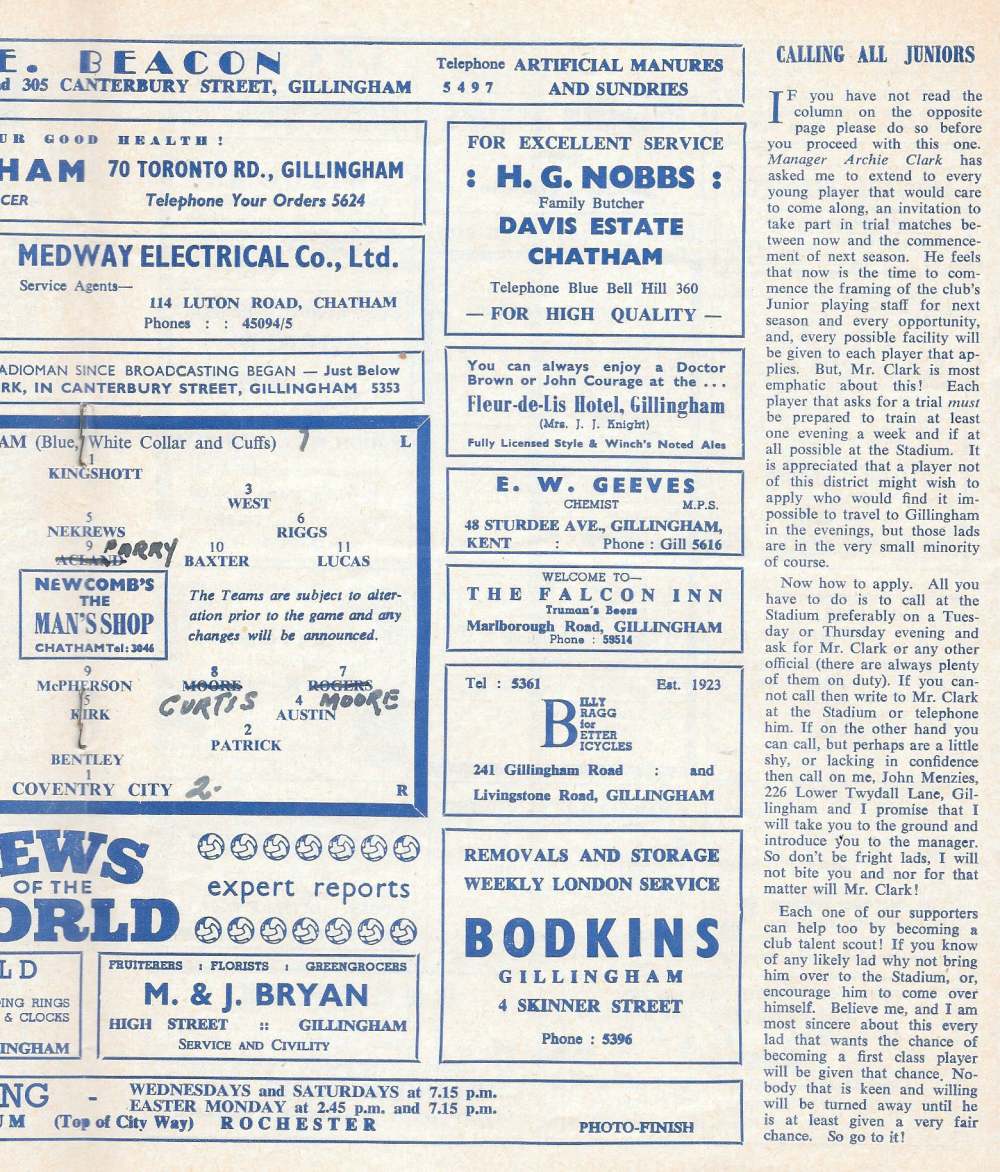 E. BEACON
305 CANTERBURY STREET, GILLINGHAM
Telephone
5 4 9 7
ARTIFICIAL MANURES
AND SUNDRIES
UR GOOD HEALTH !
HAM 70 TORONTO RD., GILLINGHAM
CER Telephone Your Orders 5624
MEDWAY ELECTRICAL Co., Ltd.
Service Agents—
114 LUTON ROAD, CHATHAM
Phones : : 45094/5
ADIOMAN SINCE BROADCASTING BEGAN — Just Below
RK, IN CANTERBURY STREET, GILLINGHAM 5353
AM (Blue, White Collar and Cuffs) 1 L
1
KINGSHOTT
3
WEST
5 6
NEKREWS RIGGS
9 PARRY 10 11
ACLAND BAXTER LUCAS
NEWCOMB'S
THE
MAN'S SHOP
CHATHAM Tel: 3046
The Teams are subject to alter-
ation prior to the game and any
changes will be announced.
9 8 7
McPHERSON MOORE ROGERS
CURTIS MOORE
5 4
KIRK AUSTIN
2
PATRICK
BENTLEY
1
COVENTRY CITY 2. R
EWS
OF THE
ORLD
expert reports
LD
ING RINGS
& CLOCKS
INGHAM
FRUITERERS : FLORISTS : GREENGROCERS
M. & J. BRYAN
HIGH STREET :: GILLINGHAM
SERVICE AND CIVILITY
FOR EXCELLENT SERVICE
: H. G. NOBBS :
Family Butcher
DAVIS ESTATE
CHATHAM
Telephone Blue Bell Hill 360
— FOR HIGH QUALITY —
You can always enjoy a Doctor
Brown or John Courage at the ...
Fleur-de-Lis Hotel, Gillingham
(Mrs. J. J. Knight)
Fully Licensed Style & Winch's Noted Ales
E. W. GEEVES
CHEMIST M.P.S.
48 STURDEE AVE., GILLINGHAM,
KENT : Phone : Gill 5616
WELCOME TO—
THE FALCON INN
Truman's Beers
Marlborough Road, GILLINGHAM
Phone : 58514
Tel : 5361 Est. 1923
BILLY
RAGG
for
BETTER
BICYCLES
241 Gillingham Road : and
Livingstone Road, GILLINGHAM
REMOVALS AND STORAGE
WEEKLY LONDON SERVICE
BODKINS
GILLINGHAM
4 SKINNER STREET
Phone : 5396
NG - WEDNESDAYS and SATURDAYS at 7.15 p.m.
EASTER MONDAY at 2.45 p.m. and 7.15 p.m.
UM (Top of City Way) ROCHESTER PHOTO-FINISH
CALLING ALL JUNIORS
IF you have not read the
column on the opposite
page please do so before
you proceed with this one.
Manager Archie Clark has
asked me to extend to every
young player that would care
to come along, an invitation to
take part in trial matches be-
tween now and the commence-
ment of next season. He feels
that now is the time to com-
mence the framing of the club's
Junior playing staff for next
season and every opportunity,
and, every possible facility will
be given to each player that ap-
plies. But, Mr. Clark is most
emphatic about this! Each
player that asks for a trial must
be prepared to train at least
one evening a week and if at
all possible at the Stadium. It
is appreciated that a player not
of this district might wish to
apply who would find it im-
possible to travel to Gillingham
in the evenings, but those lads
are in the very small minority
of course.
Now how to apply. All you
have to do is to call at the
Stadium preferably on a Tues-
day or Thursday evening and
ask for Mr. Clark or any other
official (there are always plenty
of them on duty). If you can-
not call then write to Mr. Clark
at the Stadium or telephone
him. If on the other hand you
can call, but perhaps are a little
shy, or lacking in confidence
then call on me, John Menzies,
226 Lower Twydall Lane, Gil-
lingham and I promise that I
will take you to the ground and
introduce you to the manager.
So don't be fright lads, I will
not bite you and nor for that
matter will Mr. Clark!
Each one of our supporters
can help too by becoming a
club talent scout! If you know
of any likely lad why not bring
him over to the Stadium, or,
encourage him to come over
himself. Believe me, and I am
most sincere about this every
lad that wants the chance of
becoming a first class player
will be given that chance. No-
body that is keen and willing
will be turned away until he
is at least given a very fair
chance. So go to it!